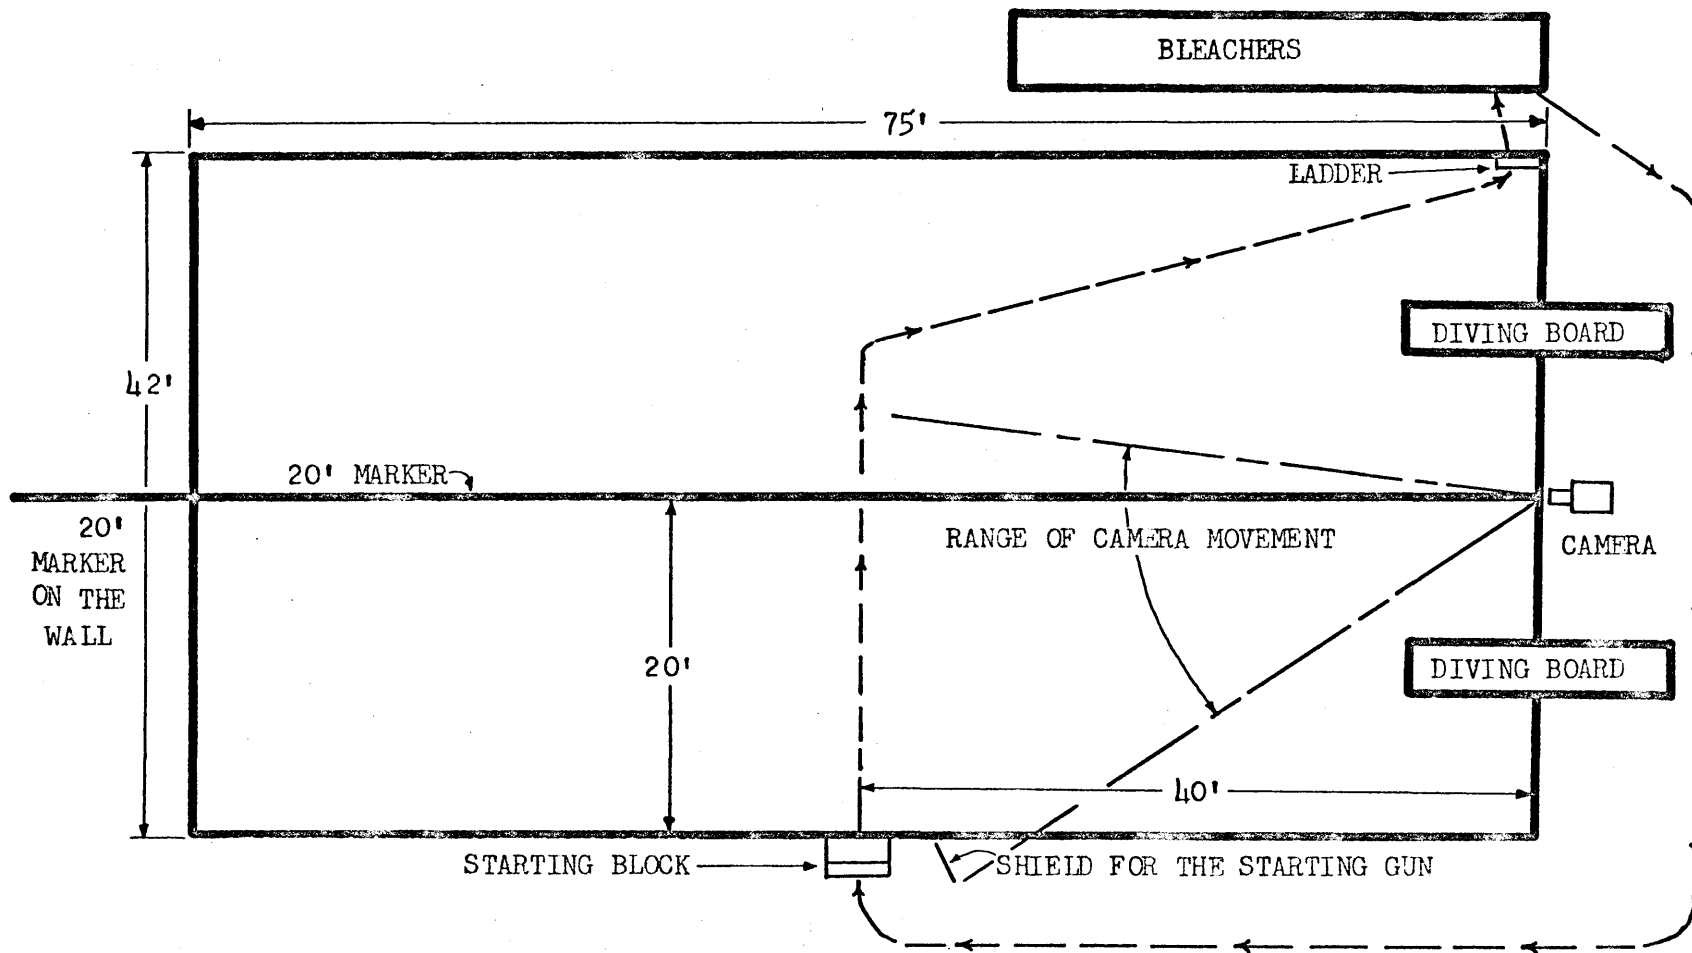 BLEACHERS
75'
LADDER
DIVING BOARD
42'
20' MARKER
20'
MARKER
ON THE
WALL
RANGE OF CAMERA MOVEMENT
CAMERA
20'
DIVING BOARD
40'
STARTING BLOCK
SHIELD FOR THE STARTING GUN